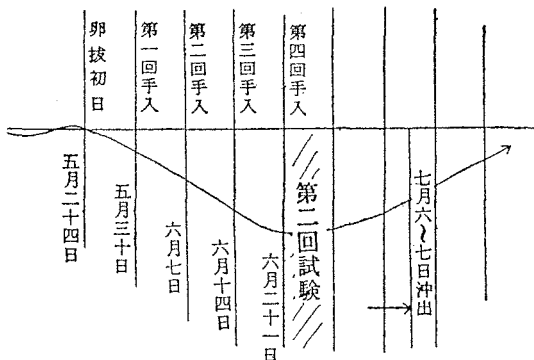 卵抜初日
第一回手入
第二回手入
第三回手入
第四回手入
五月二十四日
五月三十日
六月七日
六月十四日
六月二十一日
第二回試験
七月六〜七日沖出